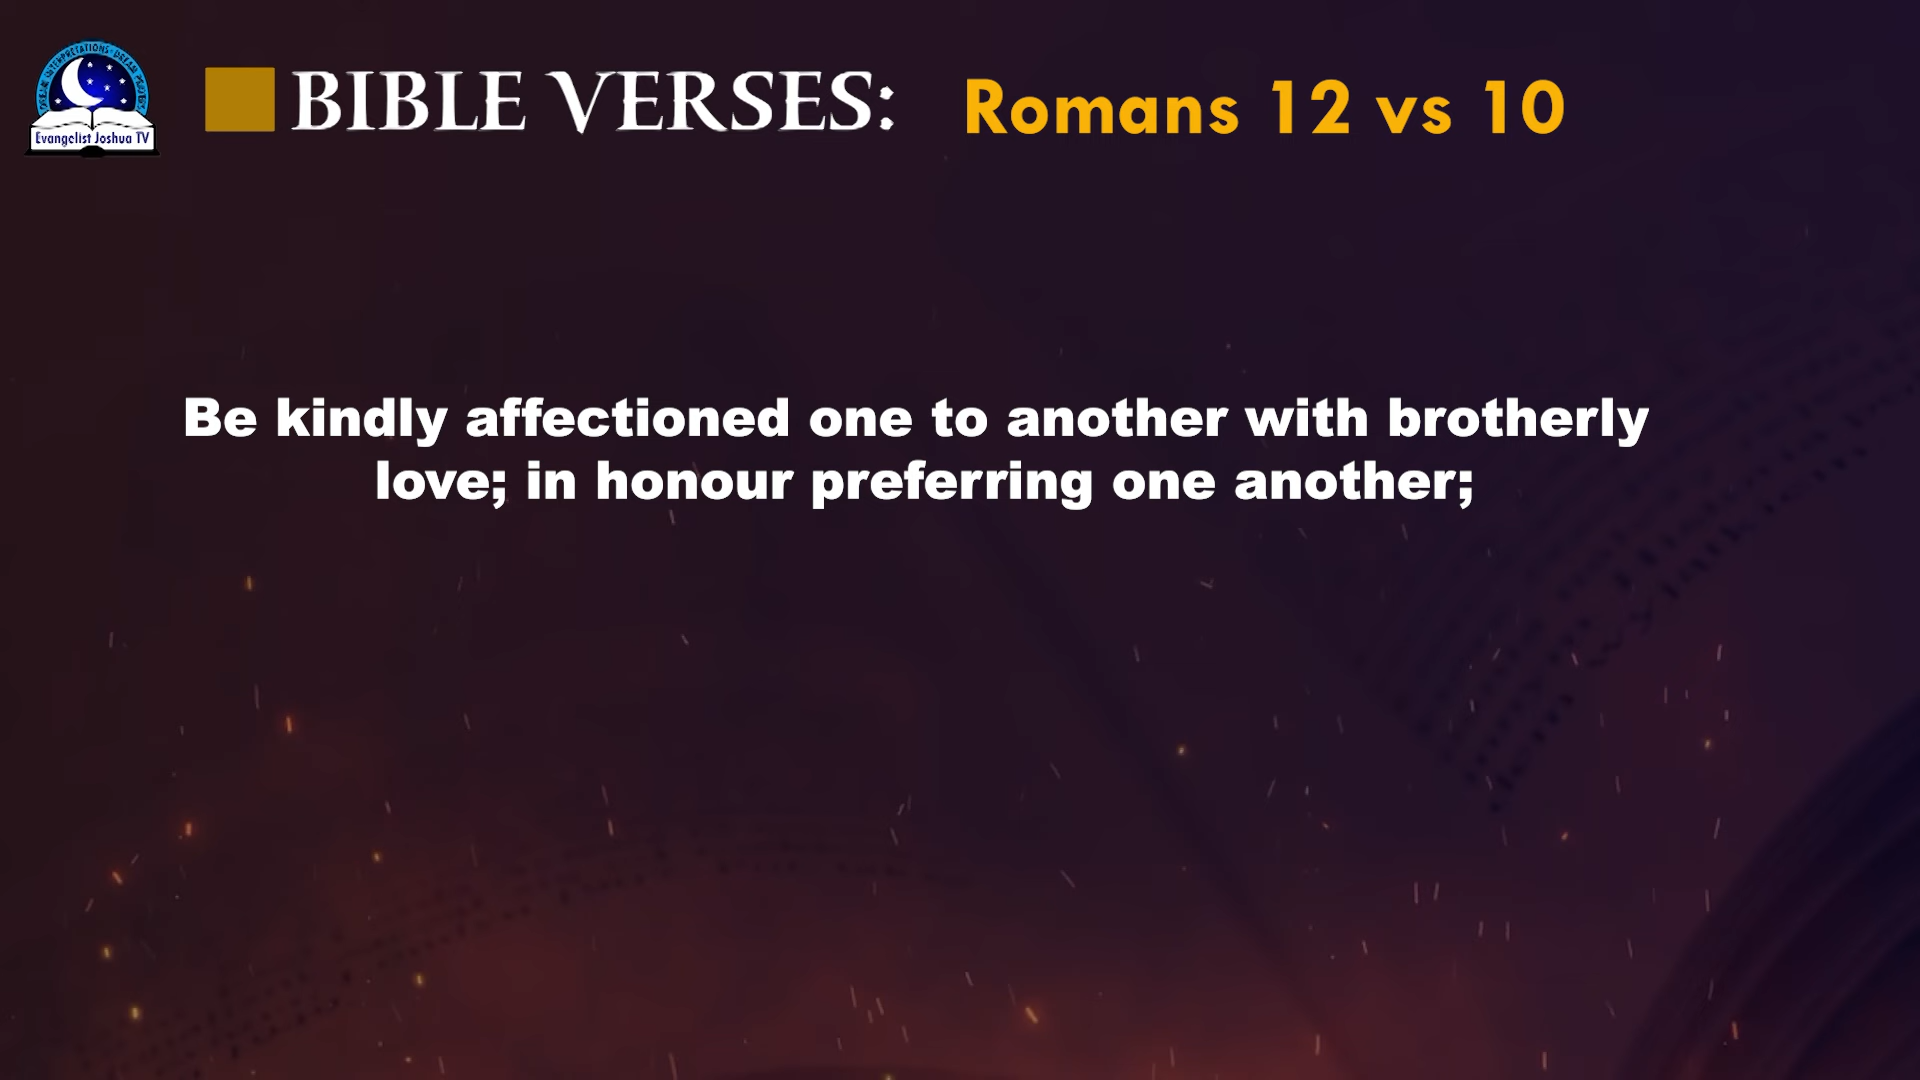 Evangelist Joshua TV
BIBLE VERSES: Romans 12 vs 10
Be kindly affectioned one to another with brotherly
love; in honour preferring one another;